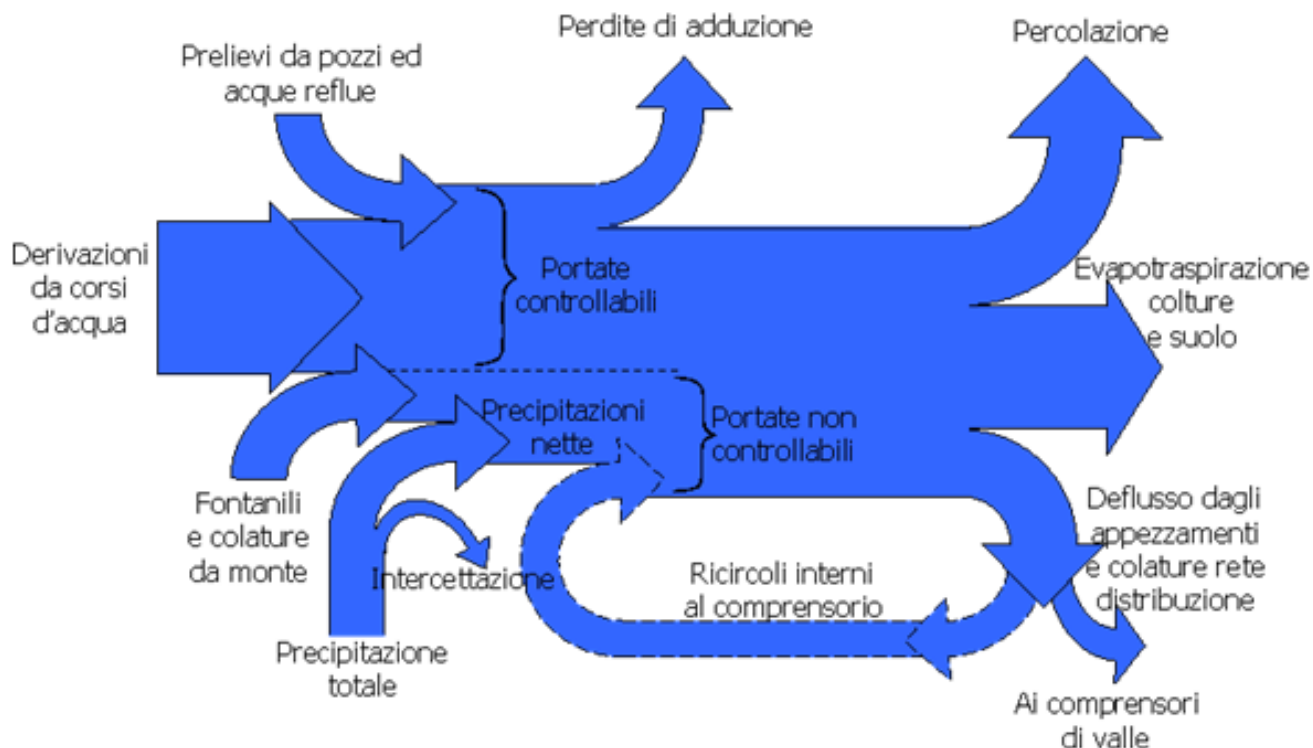 Perdite di adduzione
Percolazione
Prelievi da pozzi ed
acque reflue
Derivazioni
da corsi
d'acqua
Portate
controllabili
Evapotraspirazione
colture
e suolo
Precipitazioni
nette
Portate non
controllabili
Fontanili
e colature
da monte
Intercettazione
Ricircoli interni
al comprensorio
Deflusso dagli
appezzamenti
e colature rete
distribuzione
Precipitazione
totale
Ai comprensori
di valle